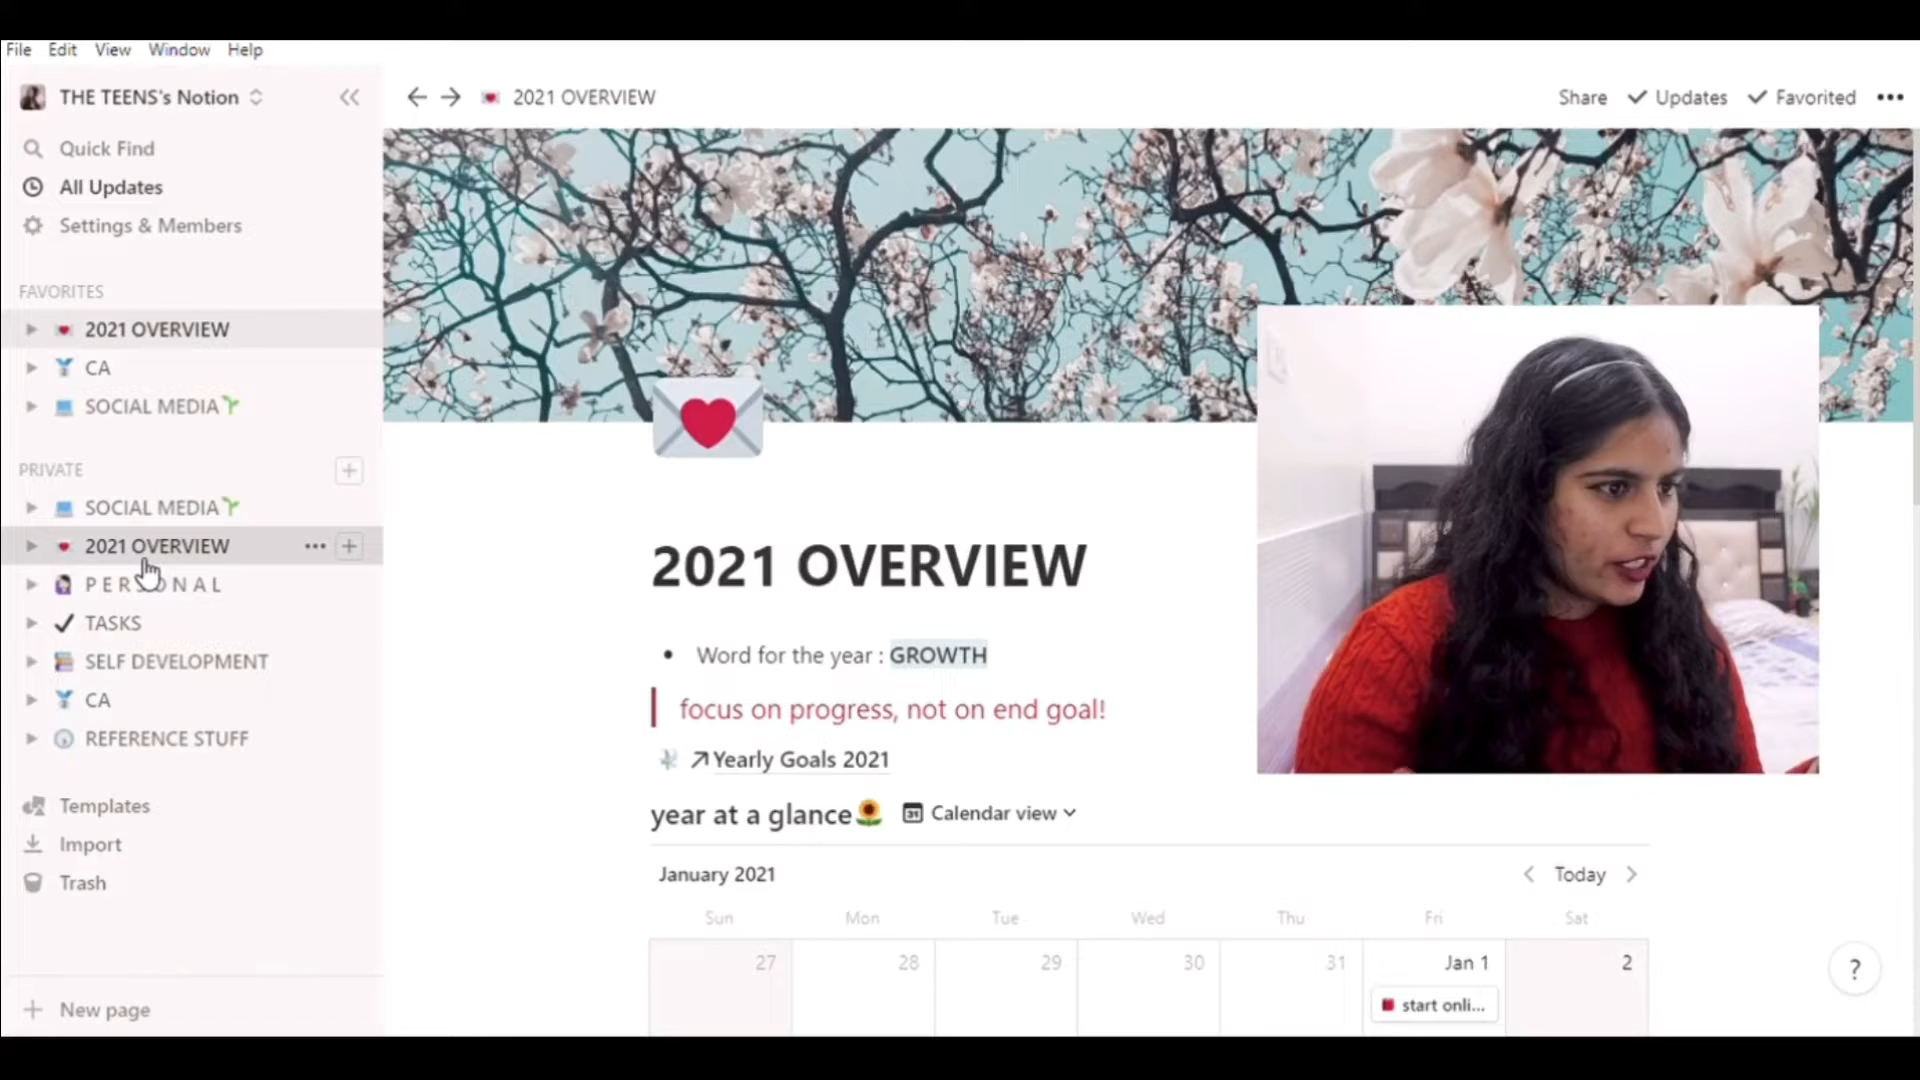 File Edit View Window Help
THE TEENS's Notion
2021 OVERVIEW
Share Updates Favorited
Quick Find
All Updates
Settings & Members
FAVORITES
2021 OVERVIEW
CA
SOCIAL MEDIA
PRIVATE
SOCIAL MEDIA
2021 OVERVIEW
P E R S O N A L
TASKS
SELF DEVELOPMENT
CA
REFERENCE STUFF
Templates
Import
Trash
New page
2021 OVERVIEW
• Word for the year : GROWTH
focus on progress, not on end goal!
Yearly Goals 2021
year at a glance Calendar view
January 2021 Today
Sun Mon Tue Wed Thu Fri Sat
27 28 29 30 31 Jan 1 2
start onli...
?